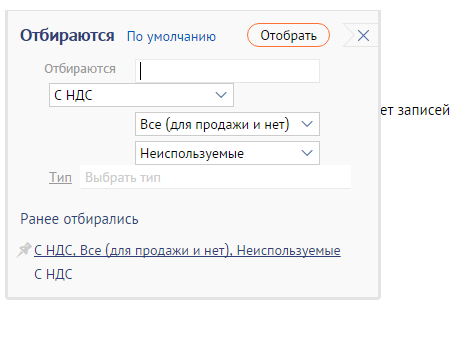 Отбираются По умолчанию Отобрать
Отбираются
С НДС
ет записей
Все (для продажи и нет)
Неиспользуемые
Тип Выбрать тип
Ранее отбирались
С НДС, Все (для продажи и нет), Неиспользуемые
С НДС